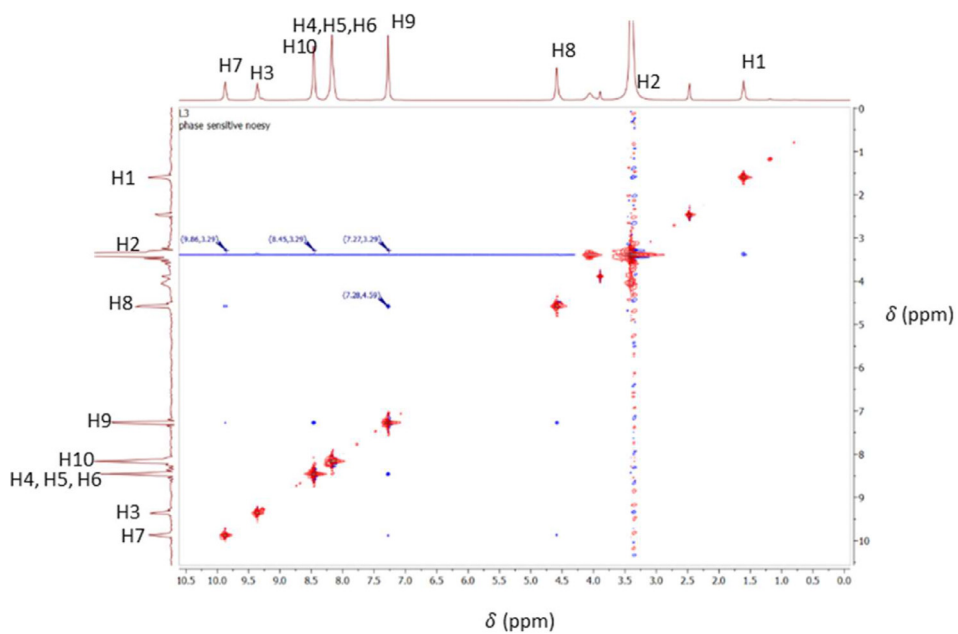 H4,H5,H6
H9
H10
H7
H3
H8
H2
H1
L3
phase sensitive noesy
H1
H2
H8
H9
H10
H4, H5, H6
H3
H7
(9.86,3.29)
(8.45,3.29)
(7.27,3.29)
(7.28,4.59)
0
1
2
3
4
5
6
7
8
9
10
δ (ppm)
10.5 10.0 9.5 9.0 8.5 8.0 7.5 7.0 6.5 6.0 5.5 5.0 4.5 4.0 3.5 3.0 2.5 2.0 1.5 1.0 0.5 0.0
δ (ppm)